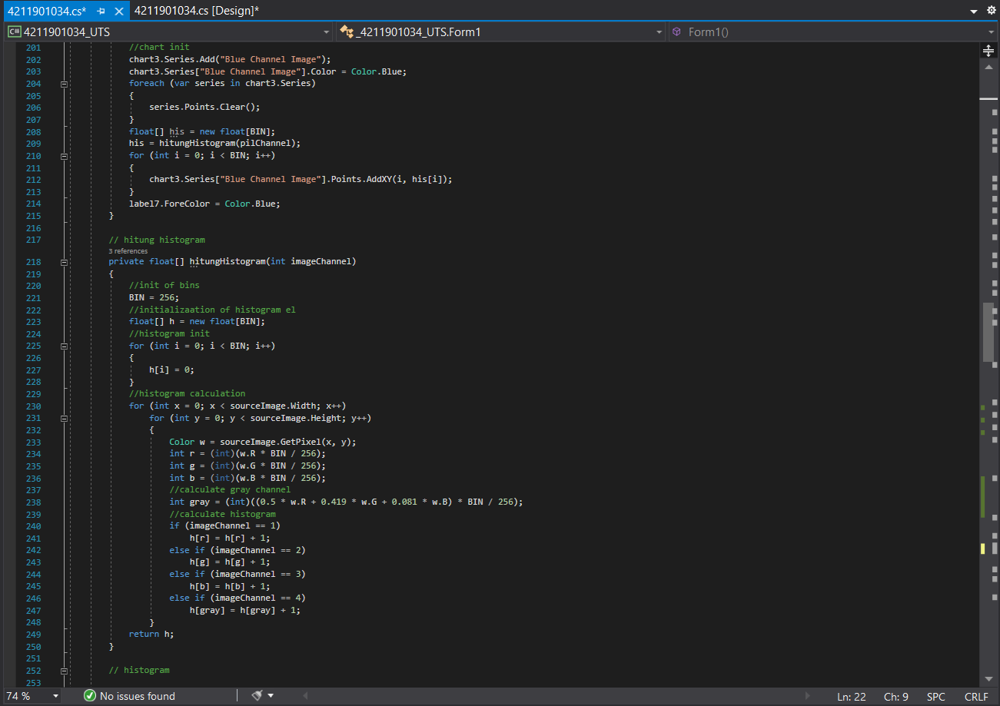 4211901034.cs* 4211901034.cs [Design]*
C# 4211901034_UTS _4211901034_UTS.Form1 Form1()
201 //chart init
202 chart3.Series.Add("Blue Channel Image");
203 chart3.Series["Blue Channel Image"].Color = Color.Blue;
204 foreach (var series in chart3.Series)
205 {
206 series.Points.Clear();
207 }
208 float[] his = new float[BIN];
209 his = hitungHistogram(pilChannel);
210 for (int i = 0; i < BIN; i++)
211 {
212 chart3.Series["Blue Channel Image"].Points.AddXY(i, his[i]);
213 }
214 label7.ForeColor = Color.Blue;
215 }
216
217 // hitung histogram
3 references
218 private float[] hitungHistogram(int imageChannel)
219 {
220 //init of bins
221 BIN = 256;
222 //initializaation of histogram el
223 float[] h = new float[BIN];
224 //histogram init
225 for (int i = 0; i < BIN; i++)
226 {
227 h[i] = 0;
228 }
229 //histogram calculation
230 for (int x = 0; x < sourceImage.Width; x++)
231 for (int y = 0; y < sourceImage.Height; y++)
232 {
233 Color w = sourceImage.GetPixel(x, y);
234 int r = (int)(w.R * BIN / 256);
235 int g = (int)(w.G * BIN / 256);
236 int b = (int)(w.B * BIN / 256);
237 //calculate gray channel
238 int gray = (int)((0.5 * w.R + 0.419 * w.G + 0.081 * w.B) * BIN / 256);
239 //calculate histogram
240 if (imageChannel == 1)
241 h[r] = h[r] + 1;
242 else if (imageChannel == 2)
243 h[g] = h[g] + 1;
244 else if (imageChannel == 3)
245 h[b] = h[b] + 1;
246 else if (imageChannel == 4)
247 h[gray] = h[gray] + 1;
248 }
249 return h;
250 }
251
252 // histogram
253
74 % No issues found Ln: 22 Ch: 9 SPC CRLF